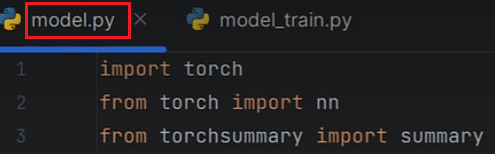 model.py
model_train.py
1 import torch
2 from torch import nn
3 from torchsummary import summary